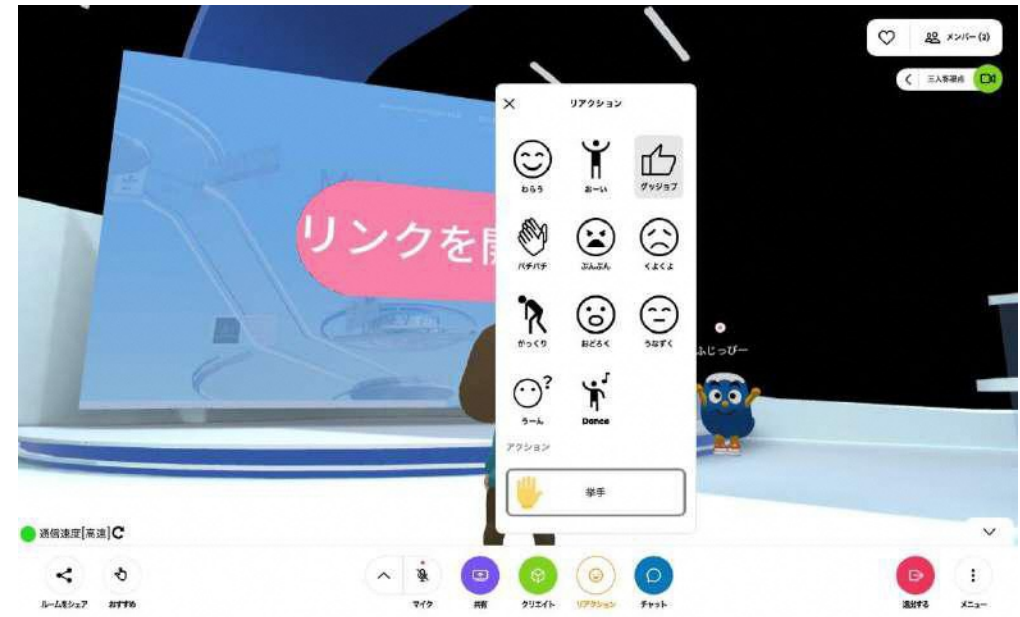 メンバー (2)
三人称視点
リアクション
わらう
おーい
グッジョブ
パチパチ
ぷんぷん
くよくよ
がっくり
おどろく
うなずく
うーん
Dance
アクション
挙手
リンクを開
ふじっぴー
通信速度[高速]
ルームをシェア
おすすめ
マイク
共有
クリエイト
リアクション
チャット
退出する
メニュー